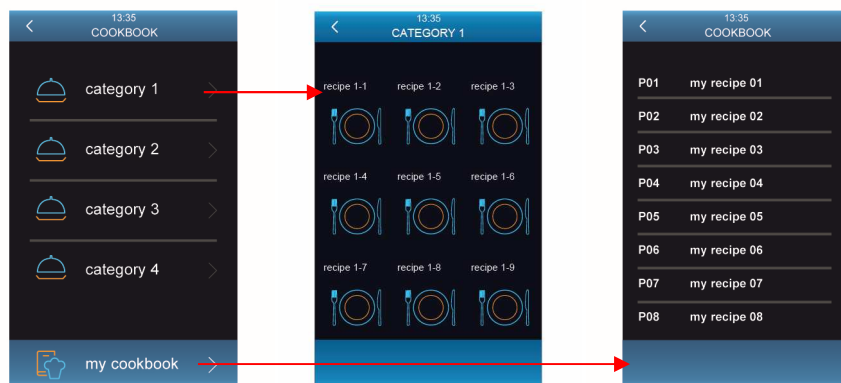 13:35
COOKBOOK
category 1
category 2
category 3
category 4
my cookbook
13:35
CATEGORY 1
recipe 1-1 recipe 1-2 recipe 1-3
recipe 1-4 recipe 1-5 recipe 1-6
recipe 1-7 recipe 1-8 recipe 1-9
13:35
COOKBOOK
P01 my recipe 01
P02 my recipe 02
P03 my recipe 03
P04 my recipe 04
P05 my recipe 05
P06 my recipe 06
P07 my recipe 07
P08 my recipe 08